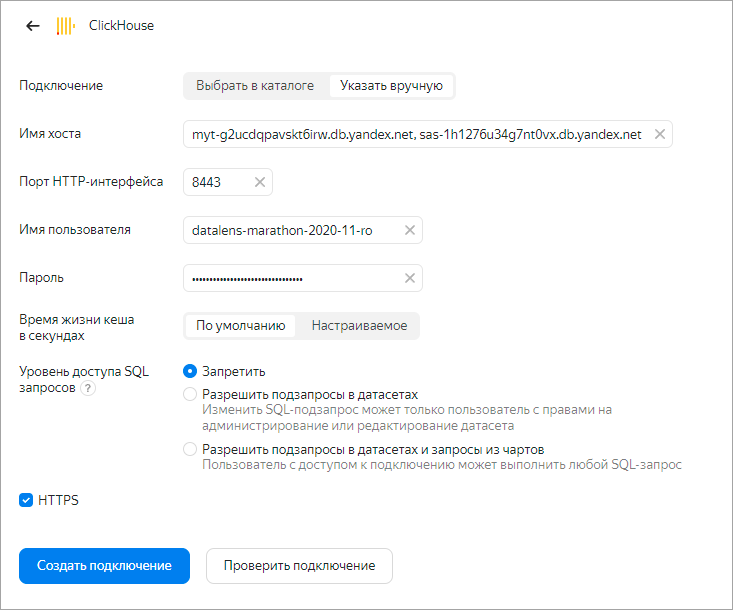 ClickHouse
Подключение
Выбрать в каталоге
Указать вручную
Имя хоста
myt-g2ucdqpavskt6irw.db.yandex.net, sas-1h1276u34g7nt0vx.db.yandex.net
Порт HTTP-интерфейса
8443
Имя пользователя
datalens-marathon-2020-11-ro
Пароль
Время жизни кеша
в секундах
По умолчанию
Настраиваемое
Уровень доступа SQL
запросов ?
Запретить
Разрешить подзапросы в датасетах
Изменить SQL-подзапрос может только пользователь с правами на
администрирование или редактирование датасета
Разрешить подзапросы в датасетах и запросы из чартов
Пользователь с доступом к подключению может выполнить любой SQL-запрос
HTTPS
Создать подключение
Проверить подключение